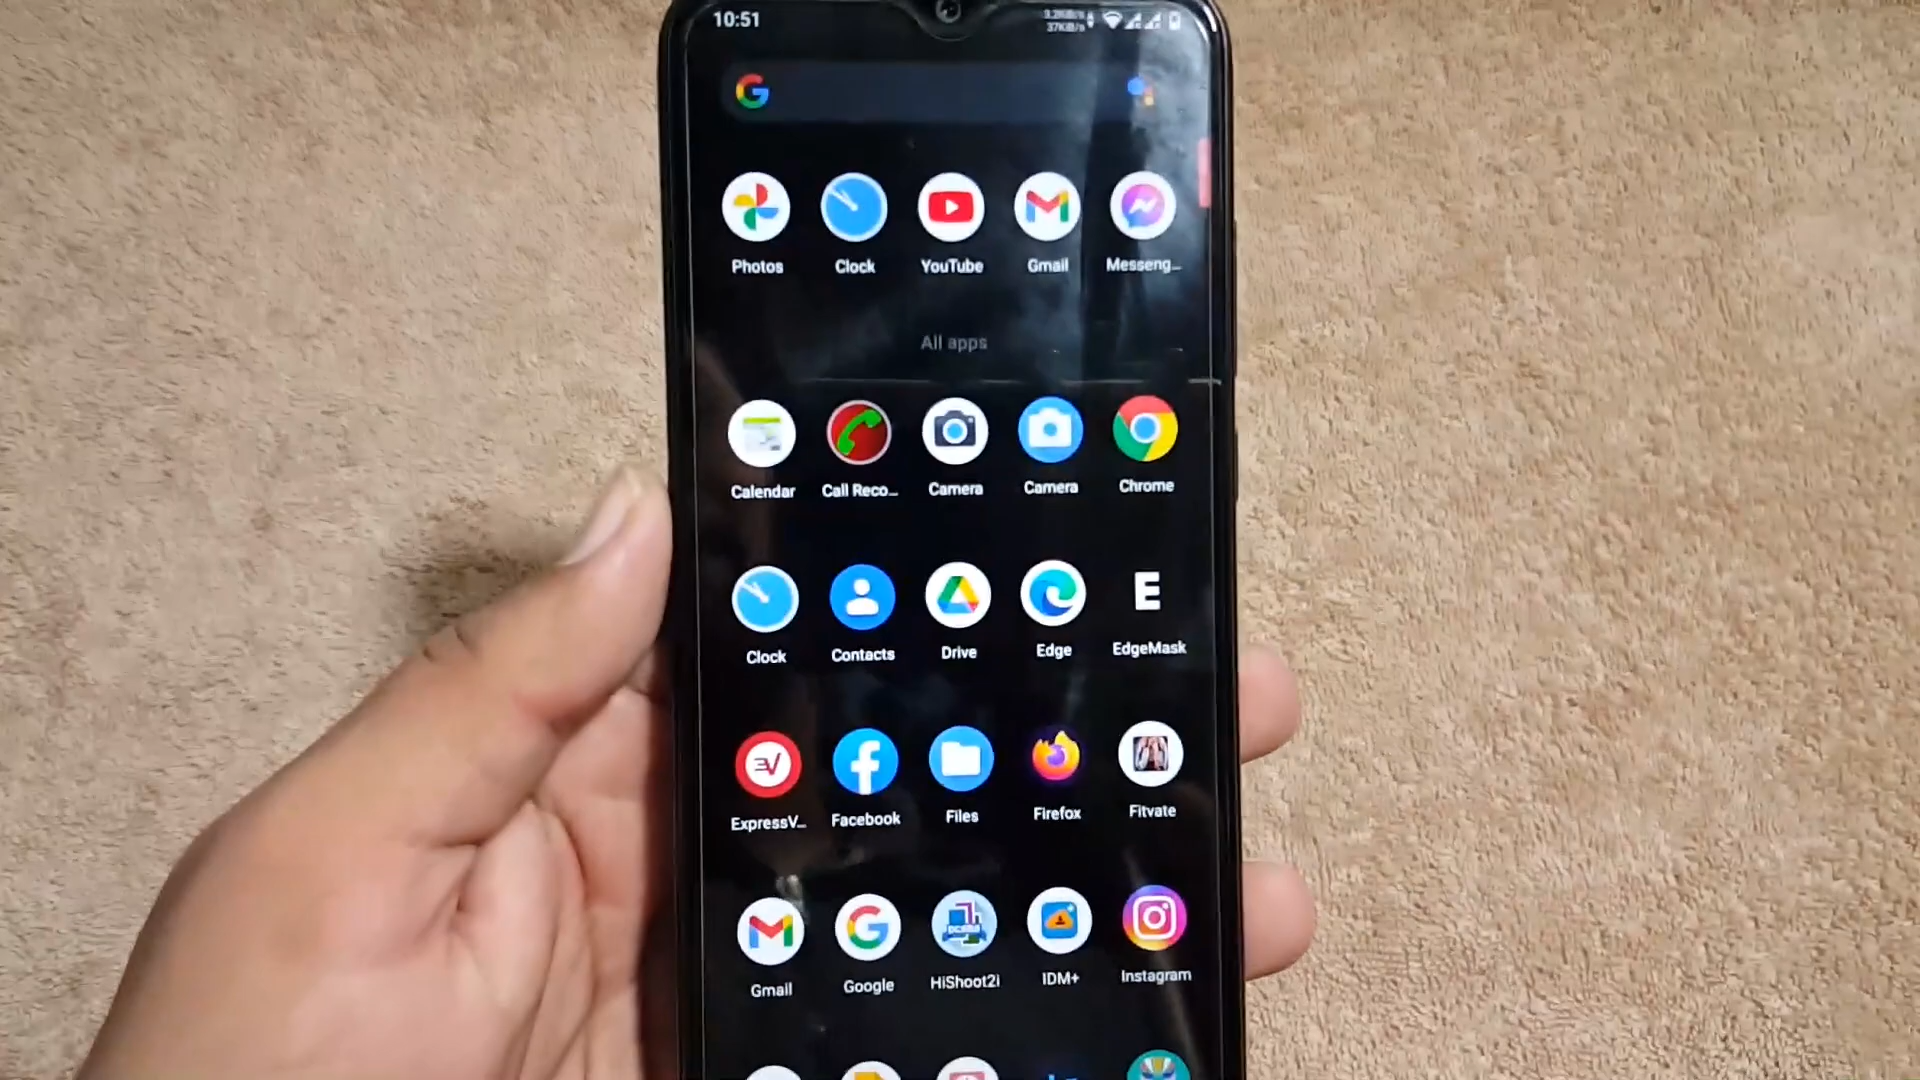 10:51
Photos Clock YouTube Gmail Messeng...
All apps
Calendar Call Reco... Camera Camera Chrome
E
Clock Contacts Drive Edge EdgeMask
ExpressV... Facebook Files Firefox Fitvate
Gmail Google HiShoot2i IDM+ Instagram